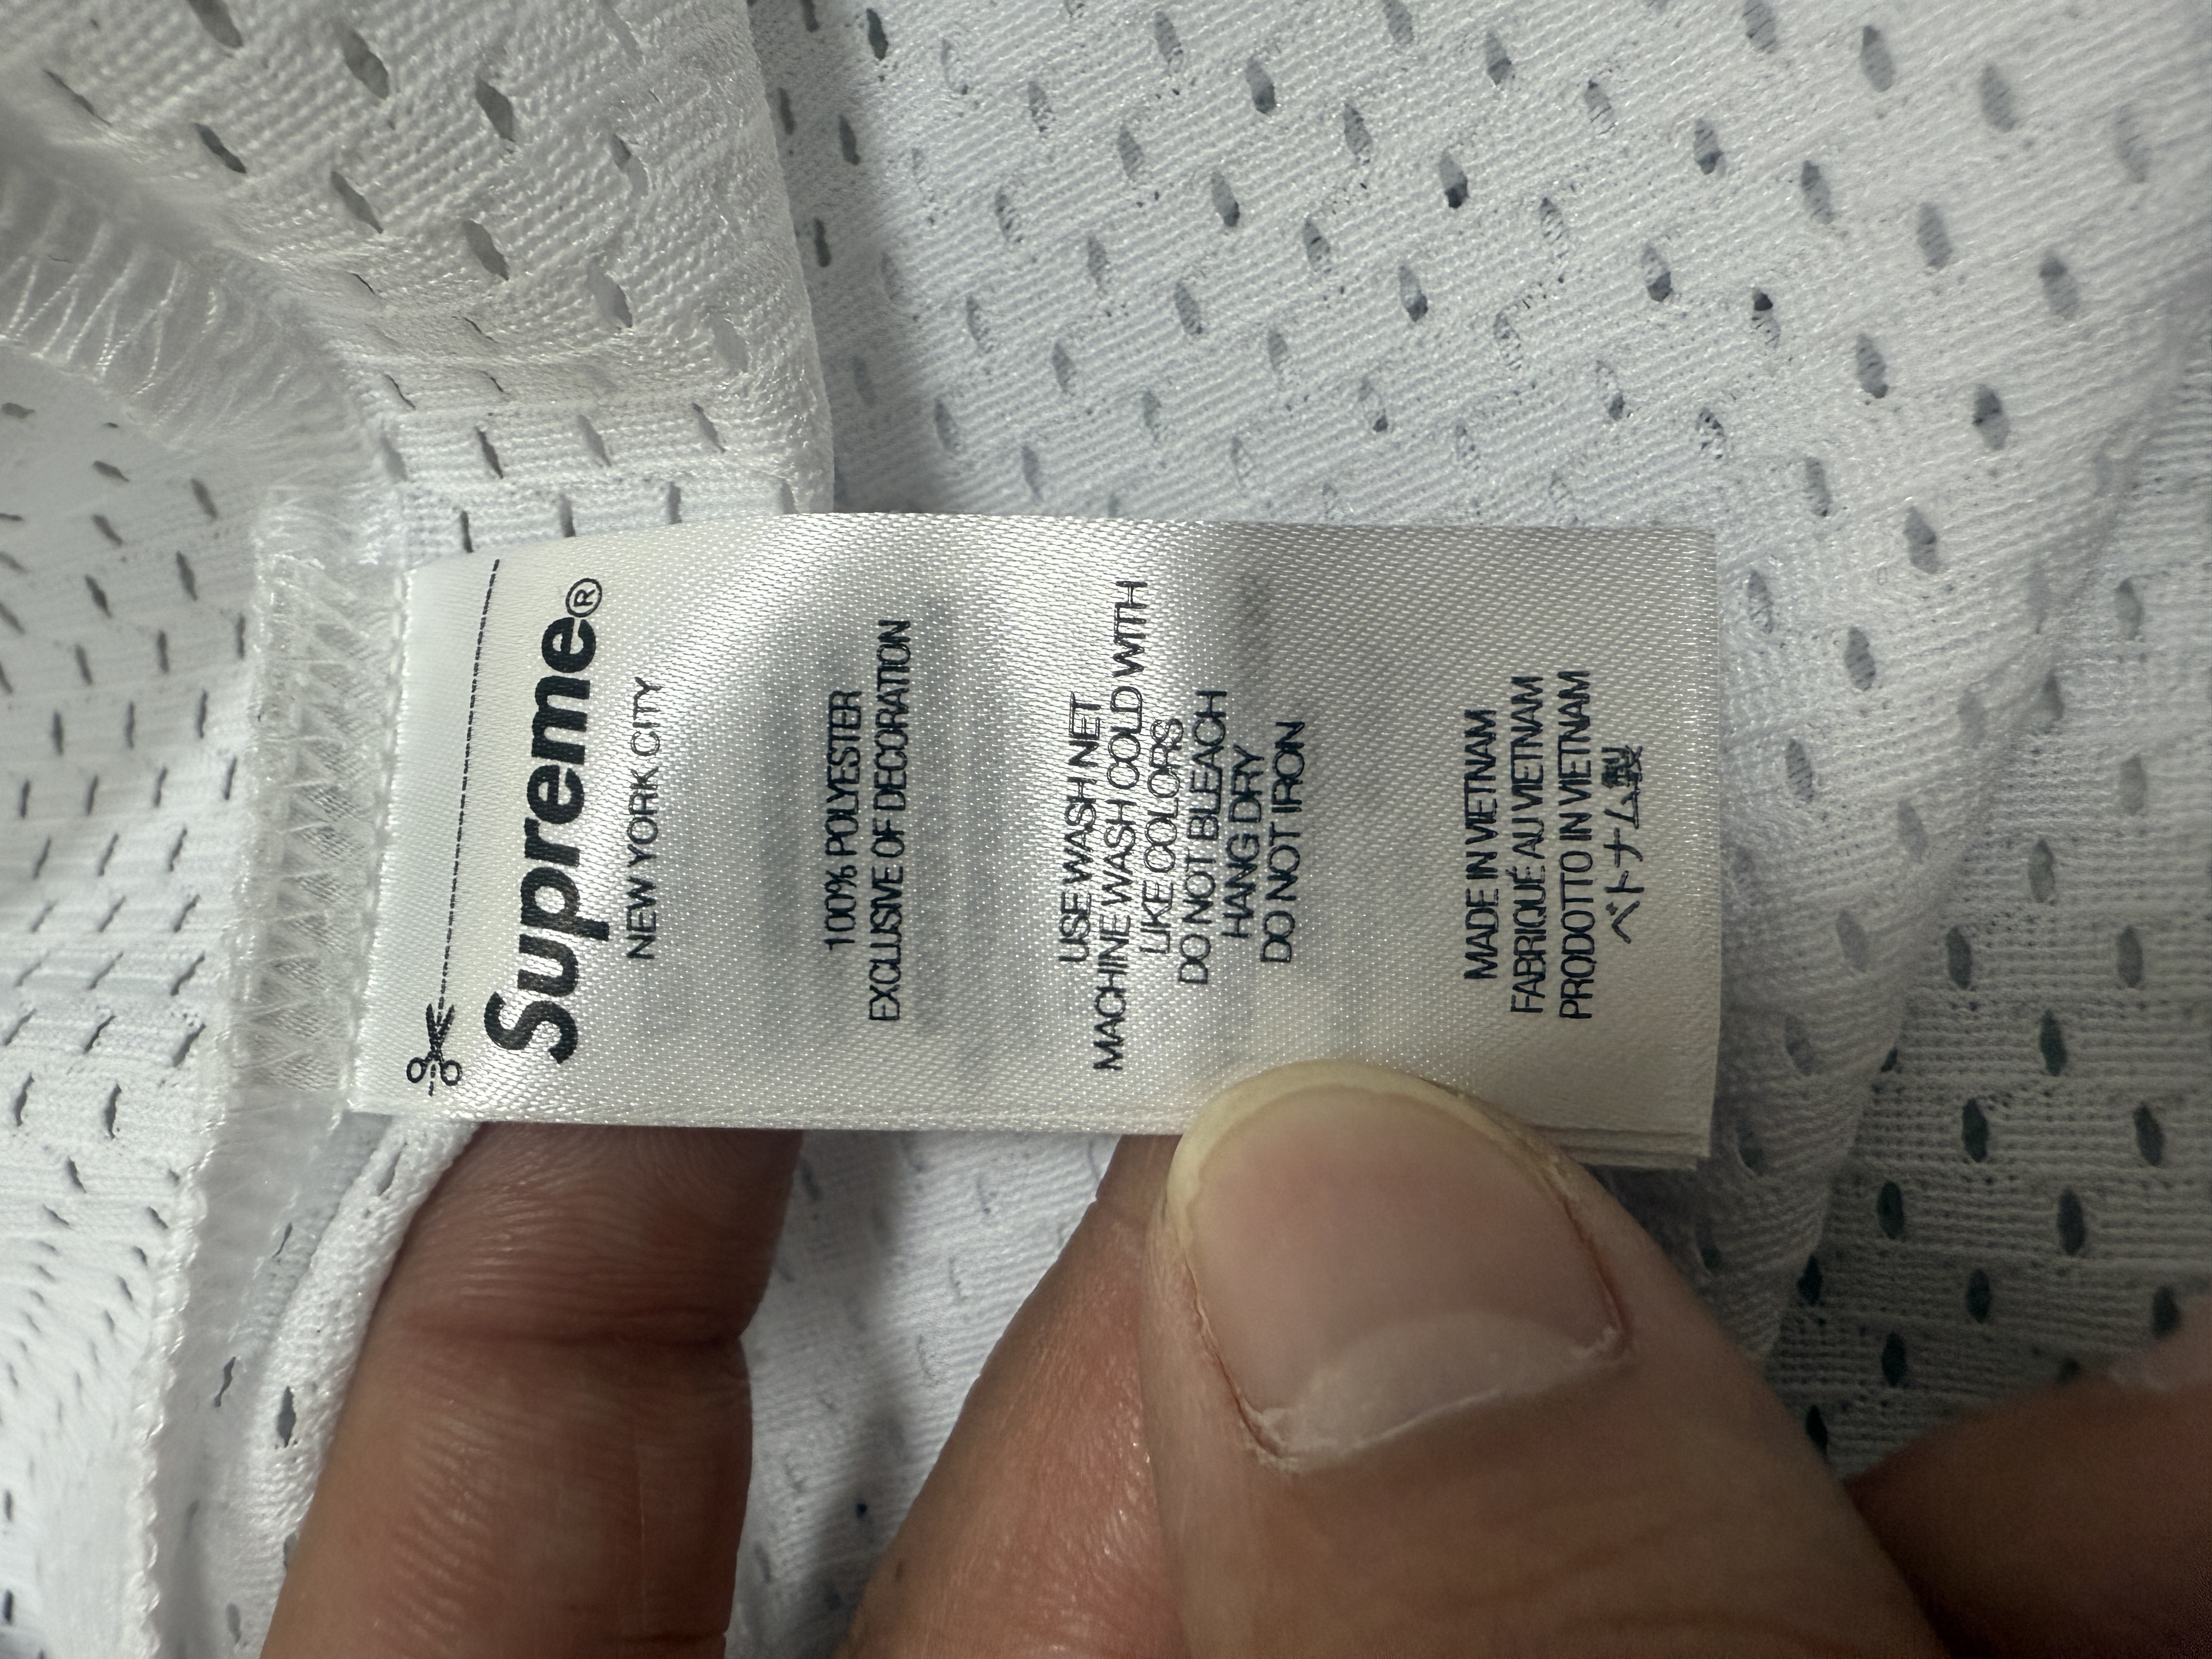 Supreme®
NEW YORK CITY
100% POLYESTER
EXCLUSIVE OF DECORATION
USE WASH NET
MACHINE WASH COLD WITH
LIKE COLORS
DO NOT BLEACH
HANG DRY
DO NOT IRON
MADE IN VIETNAM
FABRIQUÉ AU VIETNAM
PRODOTTO IN VIETNAM
ベトナム製